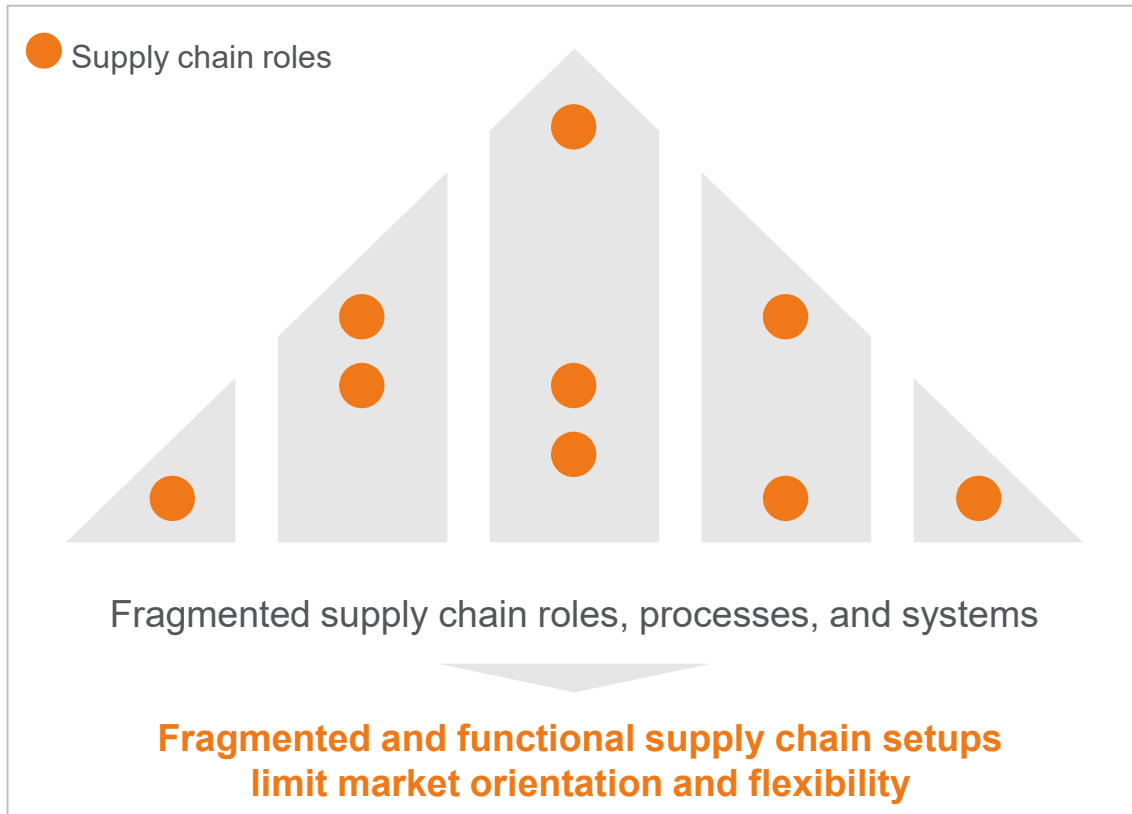 Supply chain roles
Fragmented supply chain roles, processes, and systems
Fragmented and functional supply chain setups
limit market orientation and flexibility